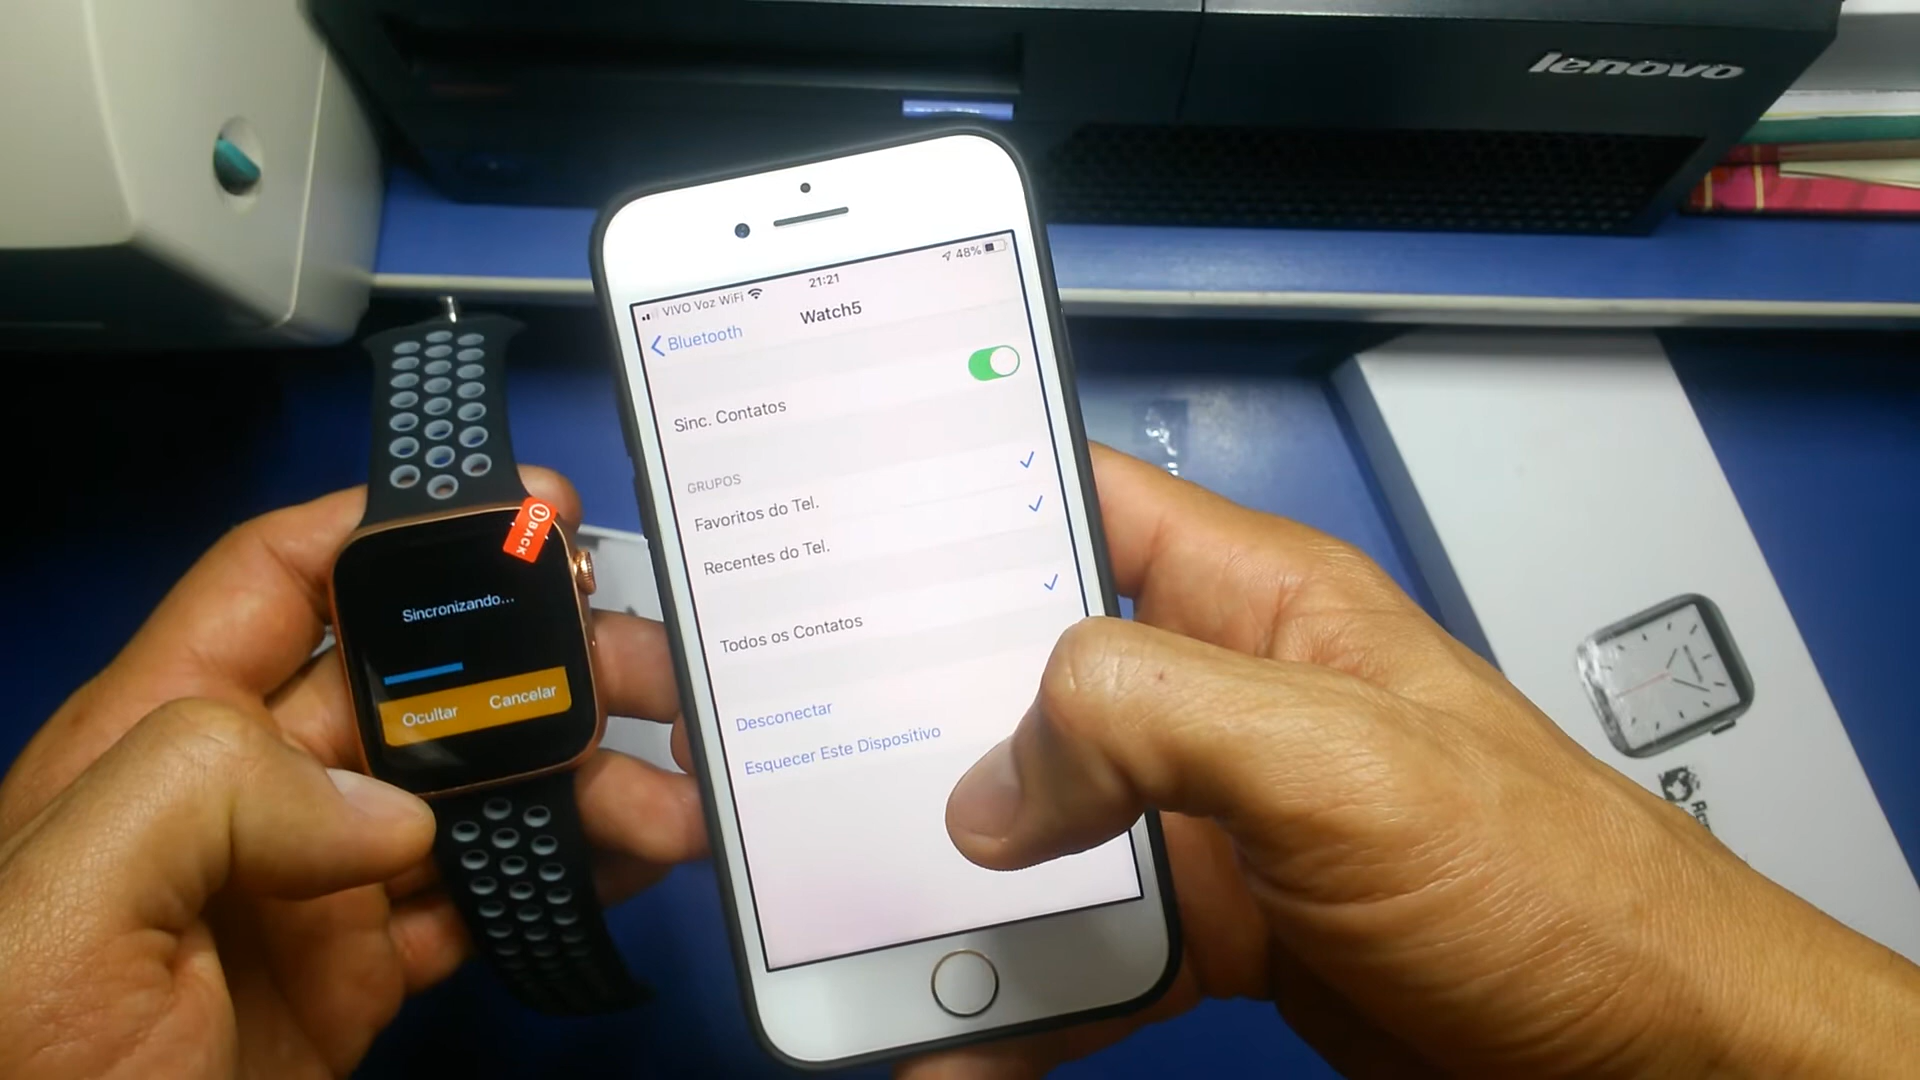 lenovo
VIVO Voz WiFi
21:21
48%
Bluetooth
Watch5
Sinc. Contatos
GRUPOS
Favoritos do Tel.
Recentes do Tel.
Todos os Contatos
Desconectar
Esquecer Este Dispositivo
1
BACK
Sincronizando...
Ocultar
Cancelar